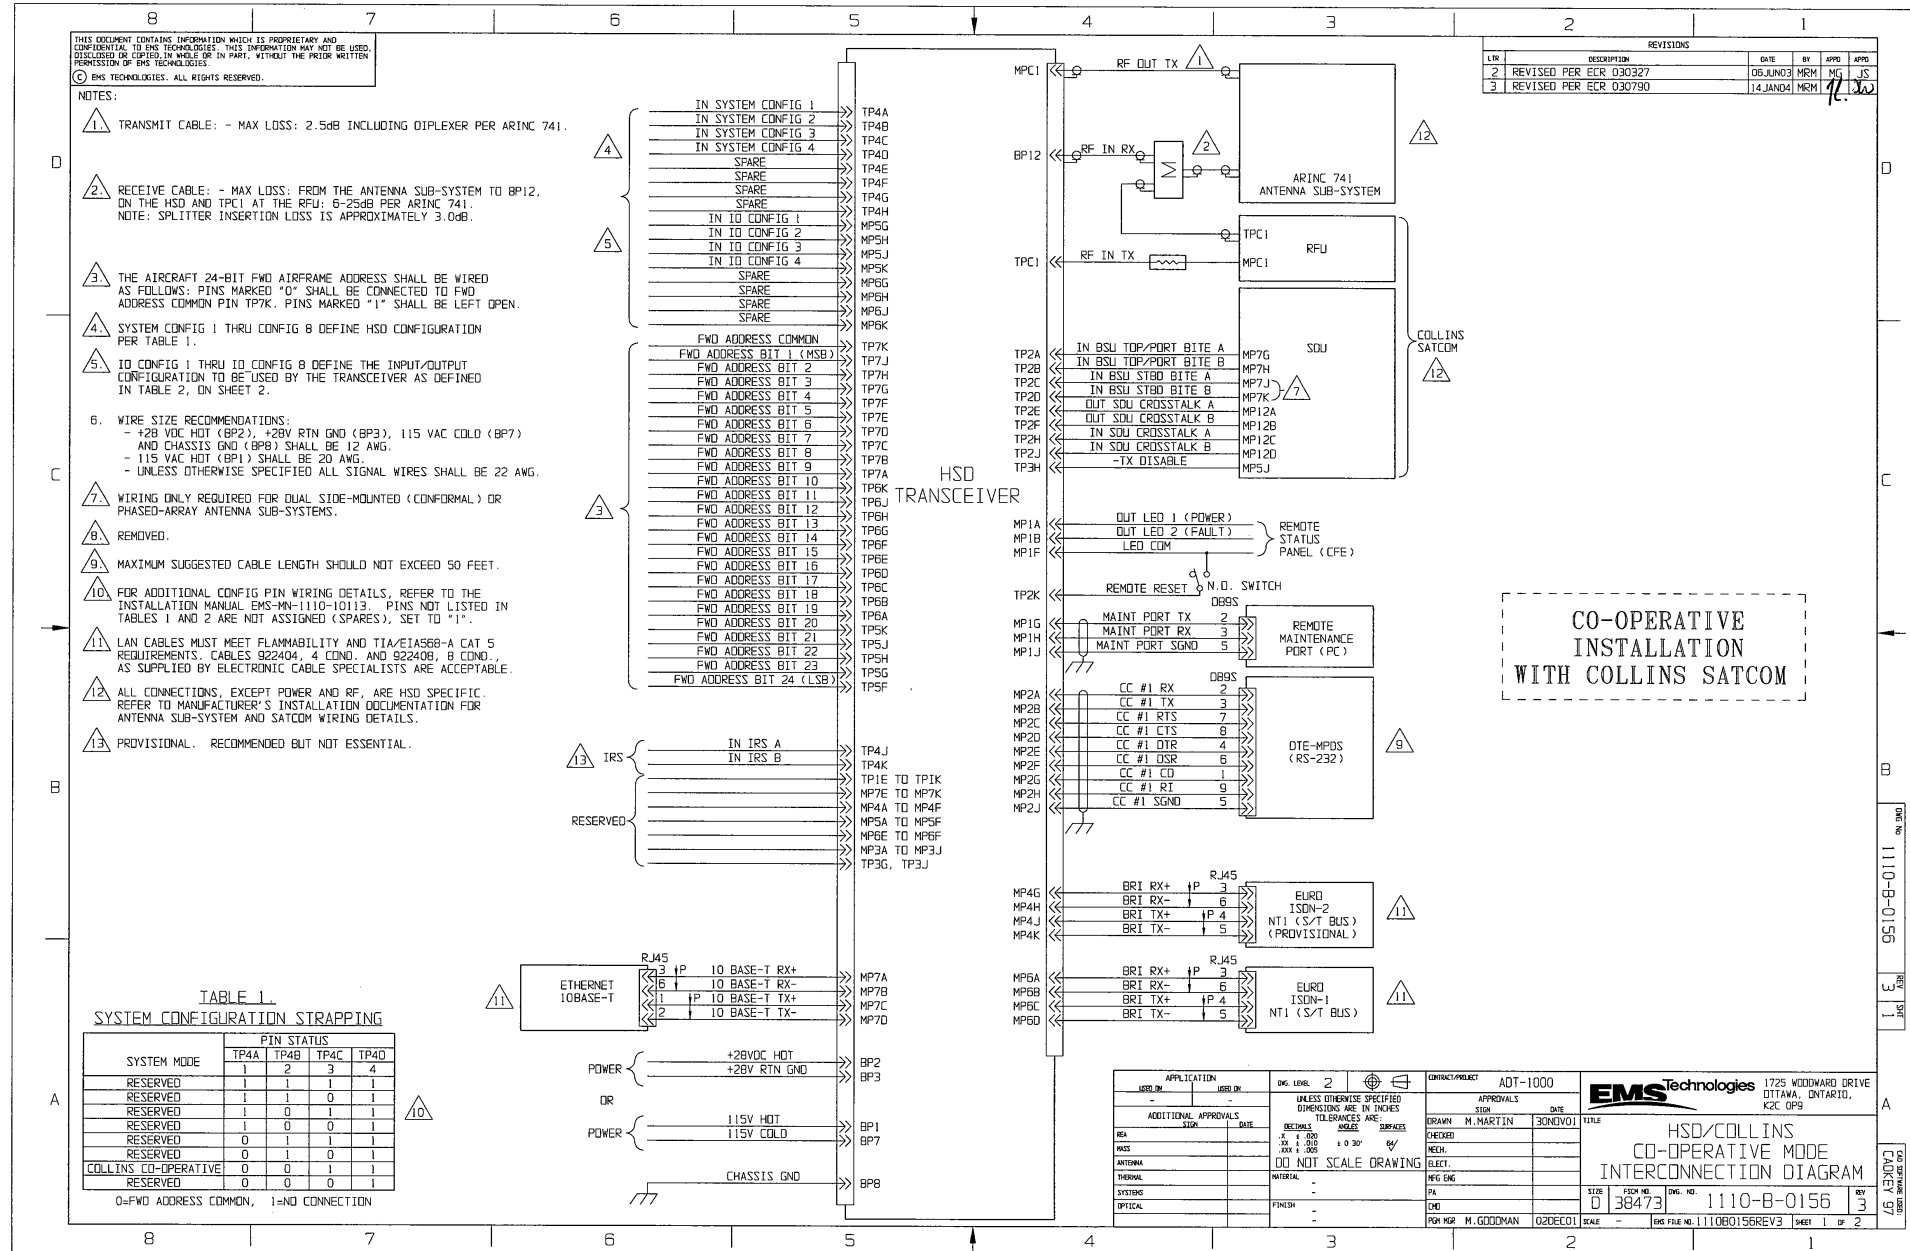 8 7 6 5 4 3 2 1
THIS DOCUMENT CONTAINS INFORMATION WHICH IS PROPRIETARY AND
CONFIDENTIAL TO EMS TECHNOLOGIES. THIS INFORMATION MAY NOT BE USED,
DISCLOSED OR COPIED, IN WHOLE OR IN PART, WITHOUT THE PRIOR WRITTEN
PERMISSION OF EMS TECHNOLOGIES.
© EMS TECHNOLOGIES. ALL RIGHTS RESERVED.
NOTES:
1. TRANSMIT CABLE: - MAX LOSS: 2.5dB INCLUDING DIPLEXER PER ARINC 741.
2. RECEIVE CABLE: - MAX LOSS: FROM THE ANTENNA SUB-SYSTEM TO BP12,
ON THE HSD AND TPC1 AT THE RFU: 6-25dB PER ARINC 741.
NOTE: SPLITTER INSERTION LOSS IS APPROXIMATELY 3.0dB.
3. THE AIRCRAFT 24-BIT FWD AIRFRAME ADDRESS SHALL BE WIRED
AS FOLLOWS: PINS MARKED "0" SHALL BE CONNECTED TO FWD
ADDRESS COMMON PIN TP7K. PINS MARKED "1" SHALL BE LEFT OPEN.
4. SYSTEM CONFIG 1 THRU CONFIG 8 DEFINE HSD CONFIGURATION
PER TABLE 1.
5. IO_CONFIG 1 THRU IO_CONFIG 8 DEFINE THE INPUT/OUTPUT
CONFIGURATION TO BE USED BY THE TRANSCEIVER AS DEFINED
IN TABLE 2, ON SHEET 2.
6. WIRE SIZE RECOMMENDATIONS:
- +28 VDC HOT (BP2), +28V RTN GND (BP3), 115 VAC COLD (BP7)
AND CHASSIS GND (BP8) SHALL BE 12 AWG.
- 115 VAC HOT (BP1) SHALL BE 20 AWG.
- UNLESS OTHERWISE SPECIFIED ALL SIGNAL WIRES SHALL BE 22 AWG.
7. WIRING ONLY REQUIRED FOR DUAL SIDE-MOUNTED (CONFORMAL) OR
PHASED-ARRAY ANTENNA SUB-SYSTEMS.
8. REMOVED.
9. MAXIMUM SUGGESTED CABLE LENGTH SHOULD NOT EXCEED 50 FEET.
10. FOR ADDITIONAL CONFIG PIN WIRING DETAILS, REFER TO THE
INSTALLATION MANUAL EMS-MN-1110-10113. PINS NOT LISTED IN
TABLES 1 AND 2 ARE NOT ASSIGNED (SPARES), SET TO "1".
11. LAN CABLES MUST MEET FLAMMABILITY AND TIA/EIA568-A CAT 5
REQUIREMENTS. CABLES 922404, 4 COND. AND 922408, 8 COND.,
AS SUPPLIED BY ELECTRONIC CABLE SPECIALISTS ARE ACCEPTABLE.
12. ALL CONNECTIONS, EXCEPT POWER AND RF, ARE HSD SPECIFIC.
REFER TO MANUFACTURER'S INSTALLATION DOCUMENTATION FOR
ANTENNA SUB-SYSTEM AND SATCOM WIRING DETAILS.
13. PROVISIONAL. RECOMMENDED BUT NOT ESSENTIAL.
D
C
B
A
TABLE 1.
SYSTEM CONFIGURATION STRAPPING
SYSTEM MODE PIN STATUS
TP4A TP4B TP4C TP4D
1 2 3 4
RESERVED 1 1 1 1
RESERVED 1 1 0 1
RESERVED 1 0 1 1
RESERVED 1 0 0 1
RESERVED 0 1 1 1
RESERVED 0 1 0 1
COLLINS CO-OPERATIVE 0 0 1 1
RESERVED 0 0 0 1
0=FWD ADDRESS COMMON, 1=NO CONNECTION
10
4
IN SYSTEM CONFIG 1 TP4A
IN SYSTEM CONFIG 2 TP4B
IN SYSTEM CONFIG 3 TP4C
IN SYSTEM CONFIG 4 TP4D
SPARE TP4E
SPARE TP4F
SPARE TP4G
SPARE TP4H
5
IN IO CONFIG 1 MP5G
IN IO CONFIG 2 MP5H
IN IO CONFIG 3 MP5J
IN IO CONFIG 4 MP5K
SPARE MP6G
SPARE MP6H
SPARE MP6J
SPARE MP6K
3
FWD ADDRESS COMMON TP7K
FWD ADDRESS BIT 1 (MSB) TP7J
FWD ADDRESS BIT 2 TP7H
FWD ADDRESS BIT 3 TP7G
FWD ADDRESS BIT 4 TP7F
FWD ADDRESS BIT 5 TP7E
FWD ADDRESS BIT 6 TP7D
FWD ADDRESS BIT 7 TP7C
FWD ADDRESS BIT 8 TP7B
FWD ADDRESS BIT 9 TP7A
FWD ADDRESS BIT 10 TP6K
FWD ADDRESS BIT 11 TP6J
FWD ADDRESS BIT 12 TP6H
FWD ADDRESS BIT 13 TP6G
FWD ADDRESS BIT 14 TP6F
FWD ADDRESS BIT 15 TP6E
FWD ADDRESS BIT 16 TP6D
FWD ADDRESS BIT 17 TP6C
FWD ADDRESS BIT 18 TP6B
FWD ADDRESS BIT 19 TP6A
FWD ADDRESS BIT 20 TP5K
FWD ADDRESS BIT 21 TP5J
FWD ADDRESS BIT 22 TP5H
FWD ADDRESS BIT 23 TP5G
FWD ADDRESS BIT 24 (LSB) TP5F
13 IRS
IN IRS A TP4J
IN IRS B TP4K
RESERVED
TP1E TO TP1K
MP7E TO MP7K
MP4A TO MP4F
MP5A TO MP5F
MP6E TO MP6F
MP3A TO MP3J
TP3G, TP3J
11
ETHERNET
10BASE-T
RJ45
3 P 10 BASE-T RX+ MP7A
6 10 BASE-T RX- MP7B
1 P 10 BASE-T TX+ MP7C
2 10 BASE-T TX- MP7D
POWER
+28VDC HOT BP2
+28V RTN GND BP3
OR
POWER
115V HOT BP1
115V COLD BP7
CHASSIS GND BP8
HSD
TRANSCEIVER
MPC1 RF OUT TX 1
BP12 RF IN RX Σ 2
ARINC 741
ANTENNA SUB-SYSTEM
12
TPC1 RF IN TX
TPC1
RFU
MPC1
SDU
COLLINS
SATCOM
12
TP2A IN BSU TOP/PORT BITE A MP7G
TP2B IN BSU TOP/PORT BITE B MP7H
TP2C IN BSU STBD BITE A MP7J
TP2D IN BSU STBD BITE B MP7K 7
TP2E OUT SDU CROSSTALK A MP12A
TP2F OUT SDU CROSSTALK B MP12B
TP2H IN SDU CROSSTALK A MP12C
TP2J IN SDU CROSSTALK B MP12D
TP3H -TX DISABLE MP5J
MP1A OUT LED 1 (POWER)
MP1B OUT LED 2 (FAULT)
MP1F LED COM
REMOTE
STATUS
PANEL (CFE)
TP2K REMOTE RESET N.O. SWITCH
DB9S
MP1G MAINT PORT TX 2
MP1H MAINT PORT RX 3
MP1J MAINT PORT SGND 5
REMOTE
MAINTENANCE
PORT (PC)
DB9S
MP2A CC #1 RX 2
MP2B CC #1 TX 3
MP2C CC #1 RTS 7
MP2D CC #1 CTS 8
MP2E CC #1 DTR 4
MP2F CC #1 DSR 6
MP2G CC #1 CD 1
MP2H CC #1 RI 9
MP2J CC #1 SGND 5
DTE-MPDS
(RS-232)
9
RJ45
MP4G BRI RX+ P 3
MP4H BRI RX- 6
MP4J BRI TX+ P 4
MP4K BRI TX- 5
EURO
ISDN-2
NT1 (S/T BUS)
(PROVISIONAL)
11
RJ45
MP6A BRI RX+ P 3
MP6B BRI RX- 6
MP6C BRI TX+ P 4
MP6D BRI TX- 5
EURO
ISDN-1
NT1 (S/T BUS)
11
REVISIONS
LTR DESCRIPTION DATE BY APPD APPD
2 REVISED PER ECR 030327 06JUN03 MRM MG JS
3 REVISED PER ECR 030790 14JAN04 MRM
CO-OPERATIVE
INSTALLATION
WITH COLLINS SATCOM
D
C
B
A
DWG No 1110-B-0156 REV 3 SHT 1
CAD SOFTWARE USED: CADKEY 97
APPLICATION
USED ON USED ON
- -
ADDITIONAL APPROVALS
SIGN DATE
REA
MASS
ANTENNA
THERMAL
SYSTEMS
OPTICAL
DWG. LEVEL 2
UNLESS OTHERWISE SPECIFIED
DIMENSIONS ARE IN INCHES
TOLERANCES ARE:
DECIMALS ANGLES SURFACES
.X ± .020
.XX ± .010 ± 0 30' 64/
.XXX ± .005
DO NOT SCALE DRAWING
MATERIAL
-
-
FINISH
-
-
CONTRACT/PROJECT ADT-1000
APPROVALS
SIGN DATE
DRAWN M.MARTIN 30NOV01
CHECKED
MECH.
ELECT.
MFG ENG
PA
CMO
PGM MGR M.GOODMAN 02DEC01
EMS Technologies 1725 WOODWARD DRIVE
OTTAWA, ONTARIO,
K2C 0P9
TITLE
HSD/COLLINS
CO-OPERATIVE MODE
INTERCONNECTION DIAGRAM
SIZE D FSCM NO. 38473 DWG. NO. 1110-B-0156 REV 3
SCALE - EMS FILE NO. 1110B0156REV3 SHEET 1 OF 2
8 7 6 5 4 3 2 1